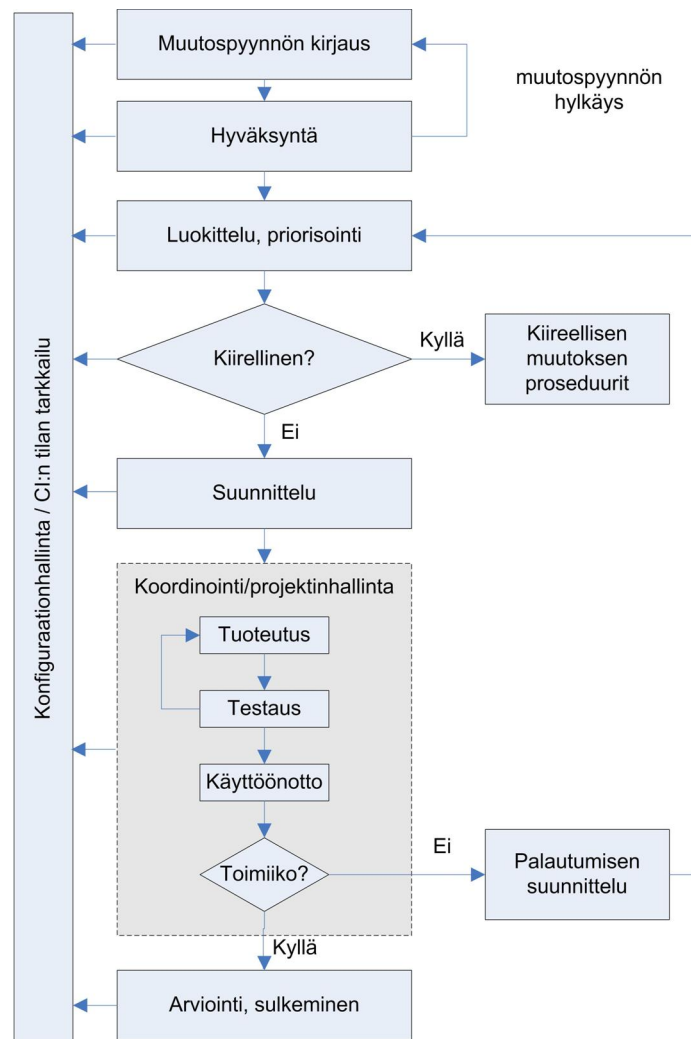 Muutospyynnön kirjaus
muutospyynnön
hylkäys
Hyväksyntä
Luokittelu, priorisointi
Kiirellinen?
Kyllä
Kiireellisen
muutoksen
proseduurit
Ei
Suunnittelu
Koordinointi/projektinhallinta
Tuoteutus
Testaus
Käyttöönotto
Toimiiko?
Ei
Palautumisen
suunnittelu
Kyllä
Arviointi, sulkeminen
Konfiguraationhallinta / CI:n tilan tarkkailu